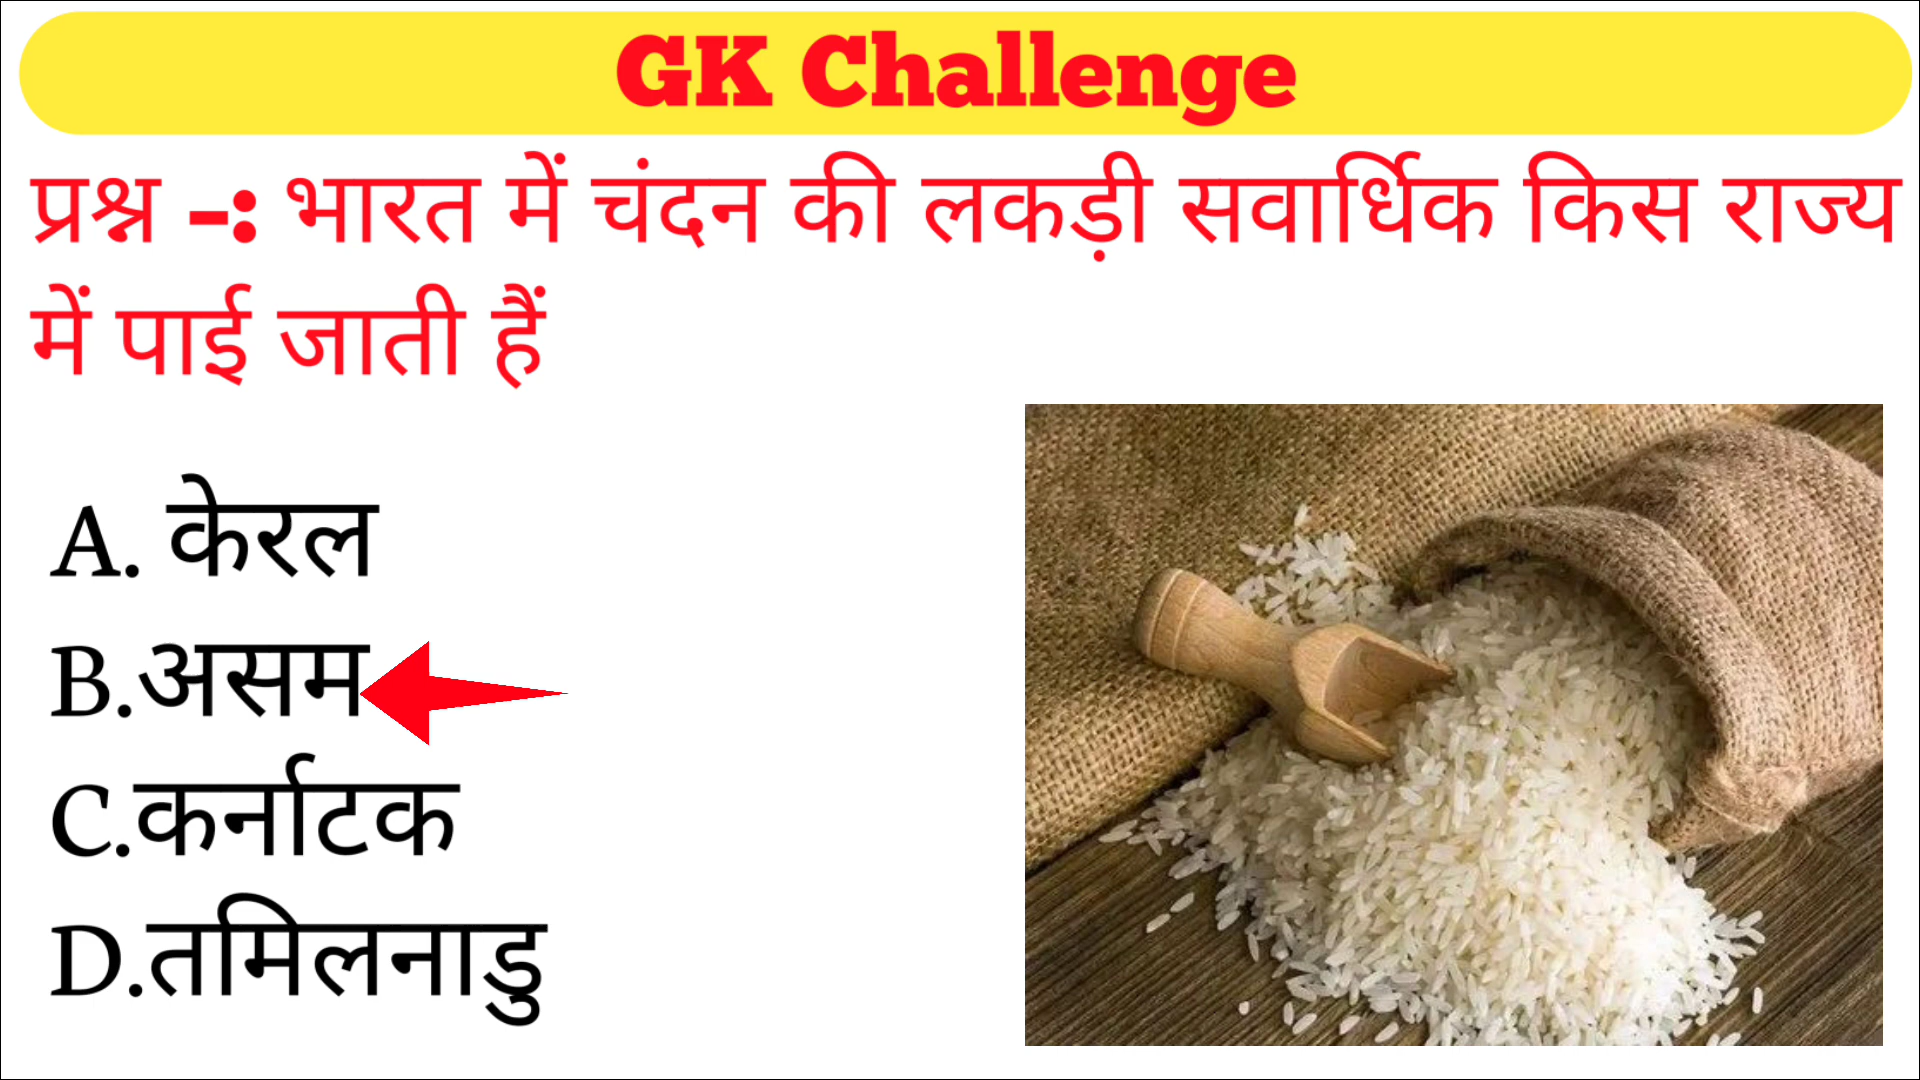 GK Challenge
प्रश्न -: भारत में चंदन की लकड़ी सवार्धिक किस राज्य
में पाई जाती हैं
A. केरल
B.असम
C.कर्नाटक
D.तमिलनाडु